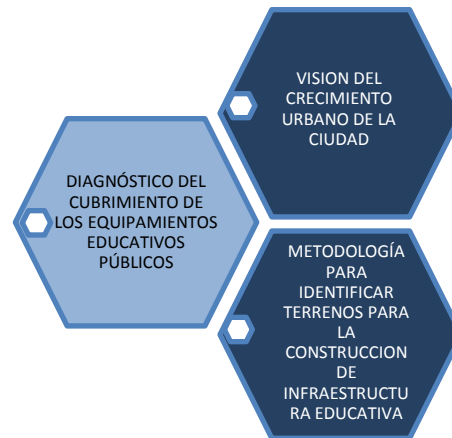 DIAGNÓSTICO DEL
CUBRIMIENTO DE
LOS EQUIPAMIENTOS
EDUCATIVOS
PÚBLICOS
VISION DEL
CRECIMIENTO
URBANO DE LA
CIUDAD
METODOLOGÍA
PARA
IDENTIFICAR
TERRENOS PARA
LA
CONSTRUCCION
DE
INFRAESTRUCTU
RA EDUCATIVA